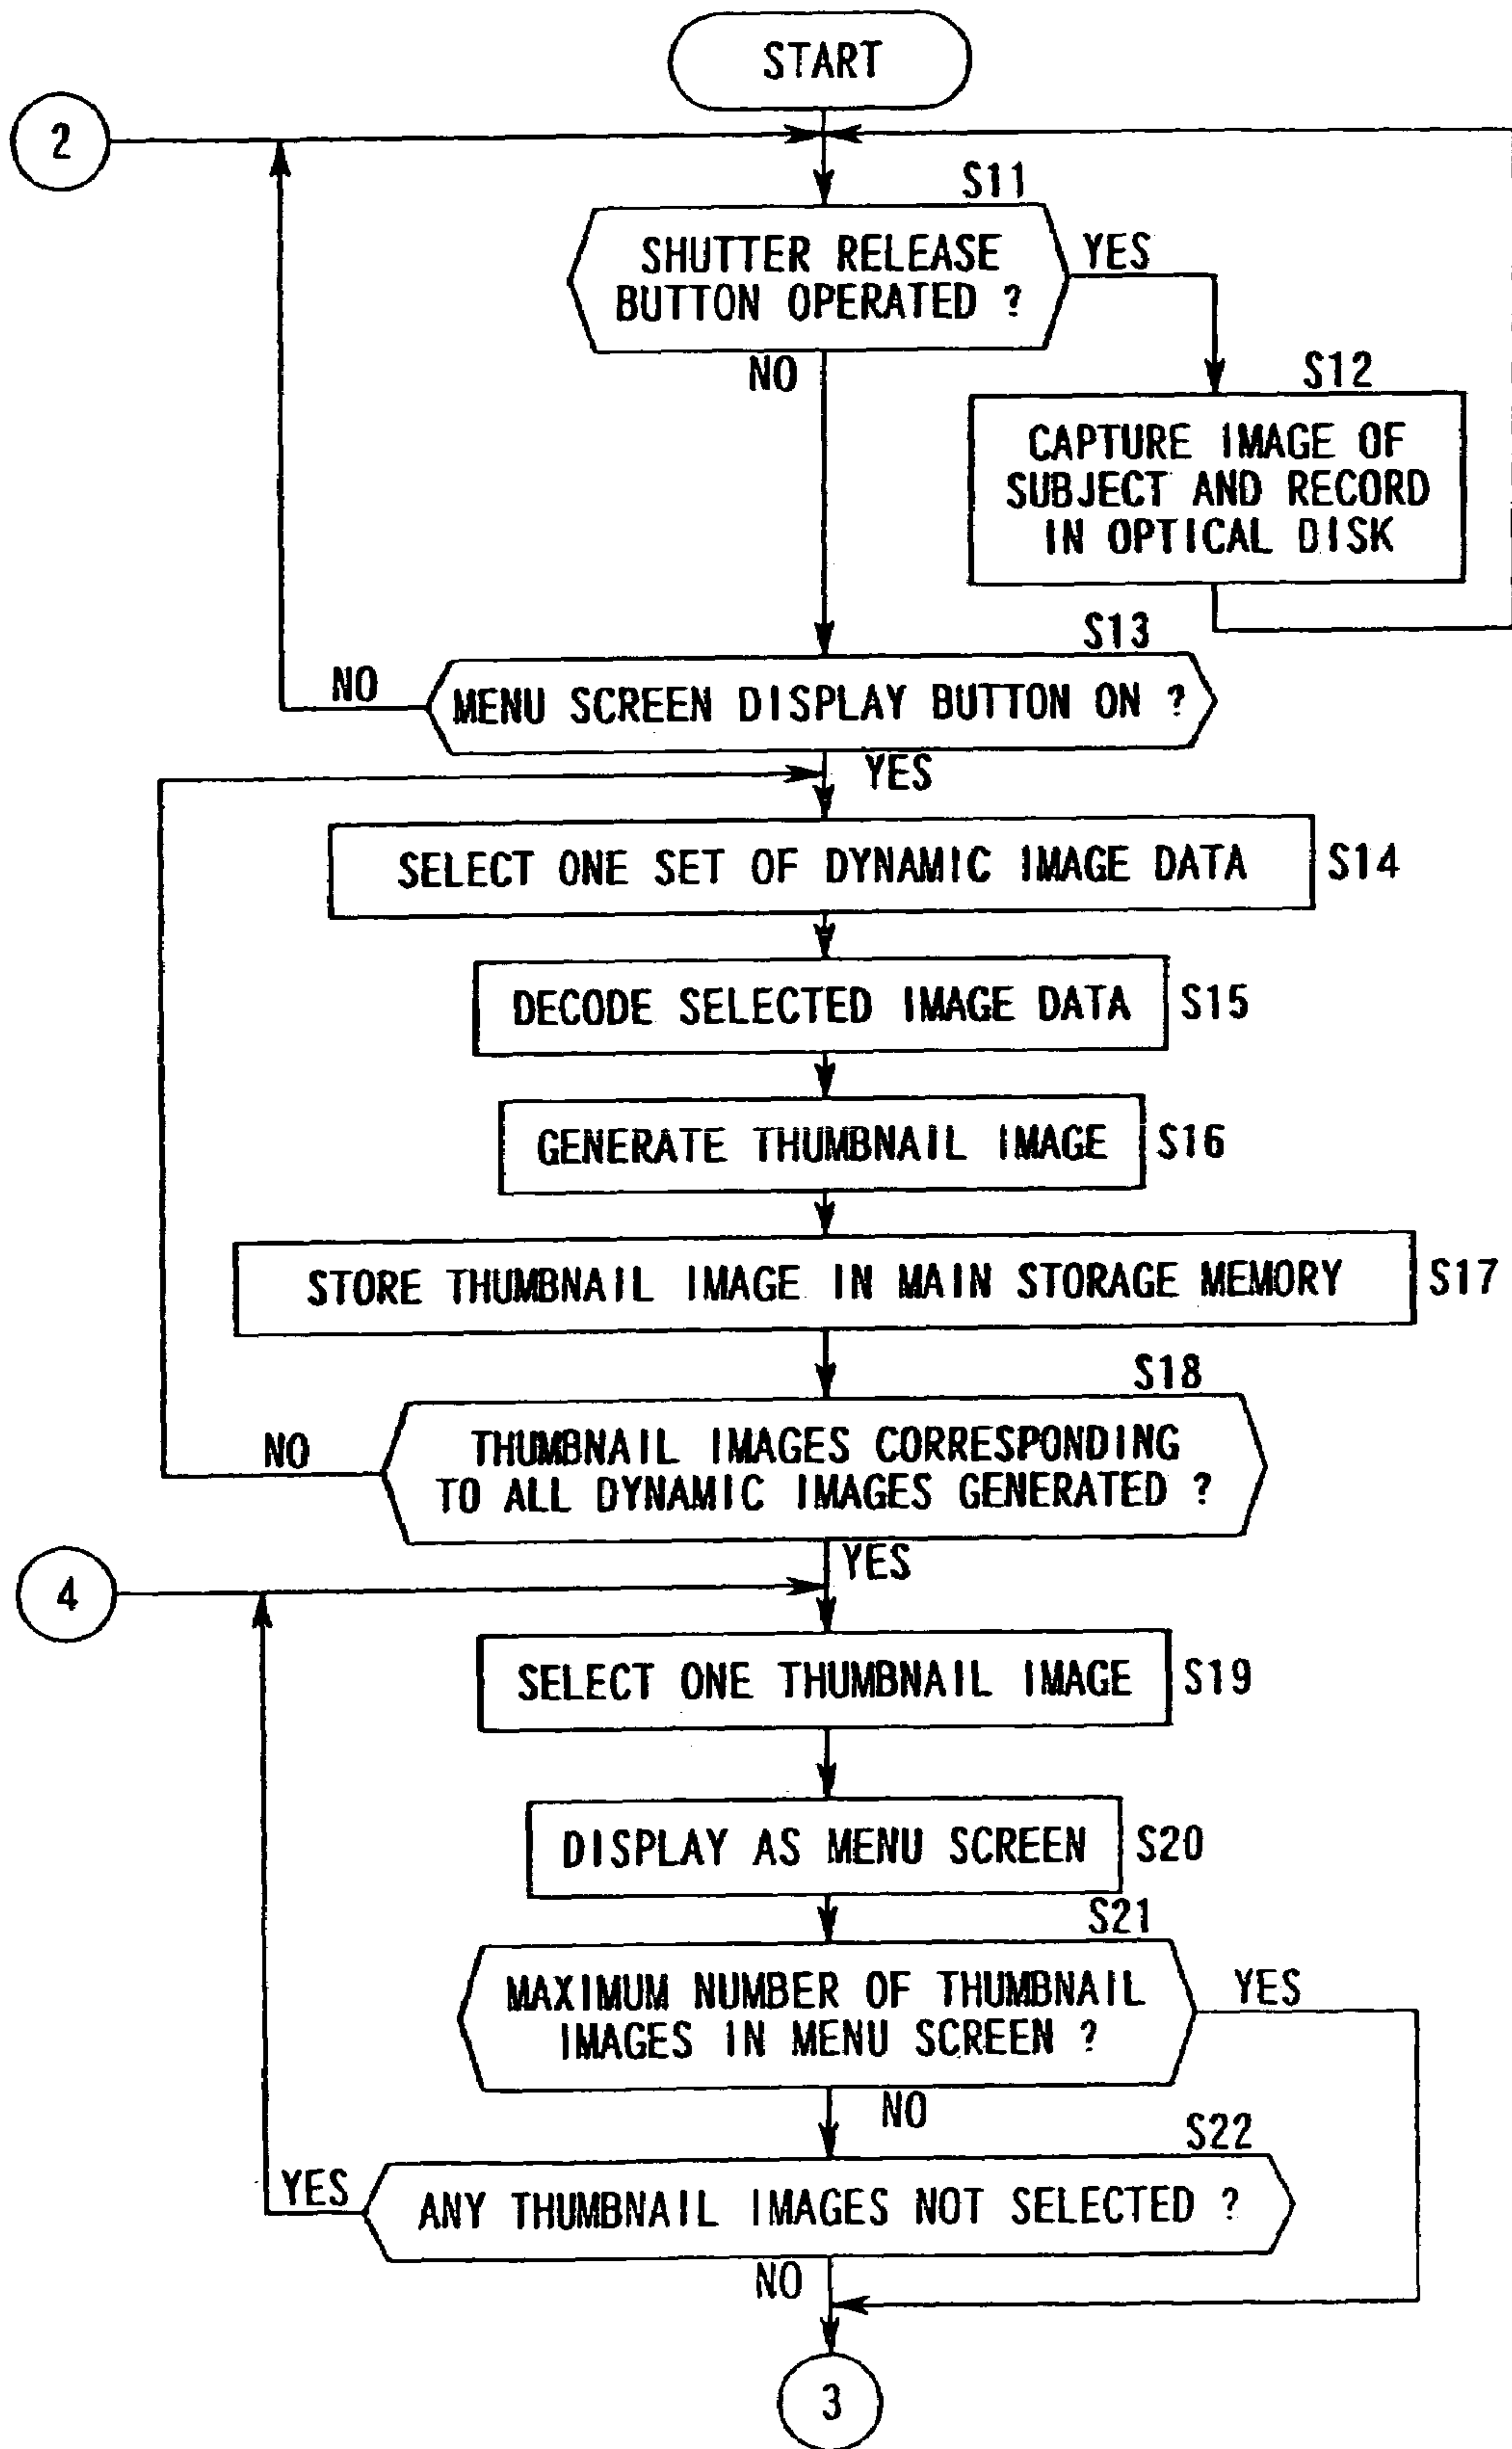 START
2
S11
SHUTTER RELEASE
BUTTON OPERATED ?
YES
NO
S12
CAPTURE IMAGE OF
SUBJECT AND RECORD
IN OPTICAL DISK
S13
NO
MENU SCREEN DISPLAY BUTTON ON ?
YES
SELECT ONE SET OF DYNAMIC IMAGE DATA
S14
DECODE SELECTED IMAGE DATA
S15
GENERATE THUMBNAIL IMAGE
S16
STORE THUMBNAIL IMAGE IN MAIN STORAGE MEMORY
S17
S18
NO
THUMBNAIL IMAGES CORRESPONDING
TO ALL DYNAMIC IMAGES GENERATED ?
YES
4
SELECT ONE THUMBNAIL IMAGE
S19
DISPLAY AS MENU SCREEN
S20
S21
MAXIMUM NUMBER OF THUMBNAIL
IMAGES IN MENU SCREEN ?
YES
NO
S22
YES
ANY THUMBNAIL IMAGES NOT SELECTED ?
NO
3